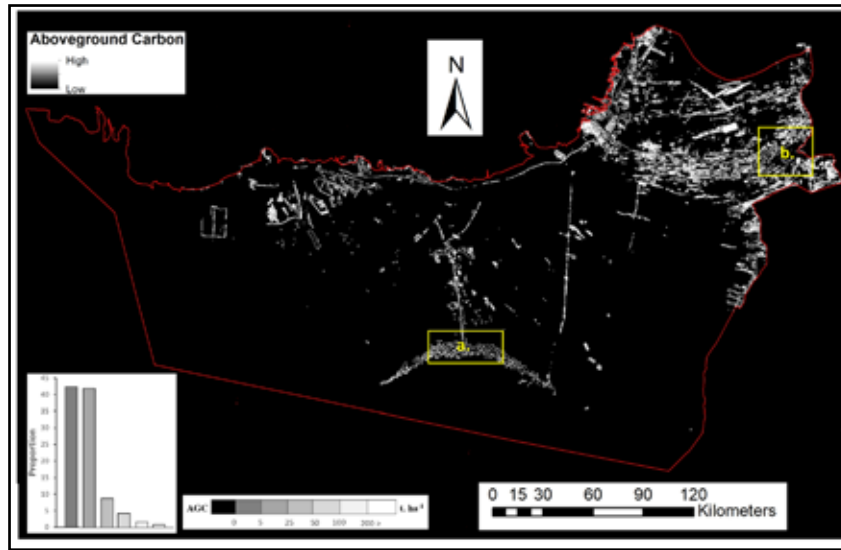 Aboveground Carbon
High
Low
N
b.
a.
45
40
35
30
25
20
15
10
5
0
Proportion
AGC
t. ha⁻¹
0 5 25 50 100 200 >
0 15 30 60 90 120
Kilometers